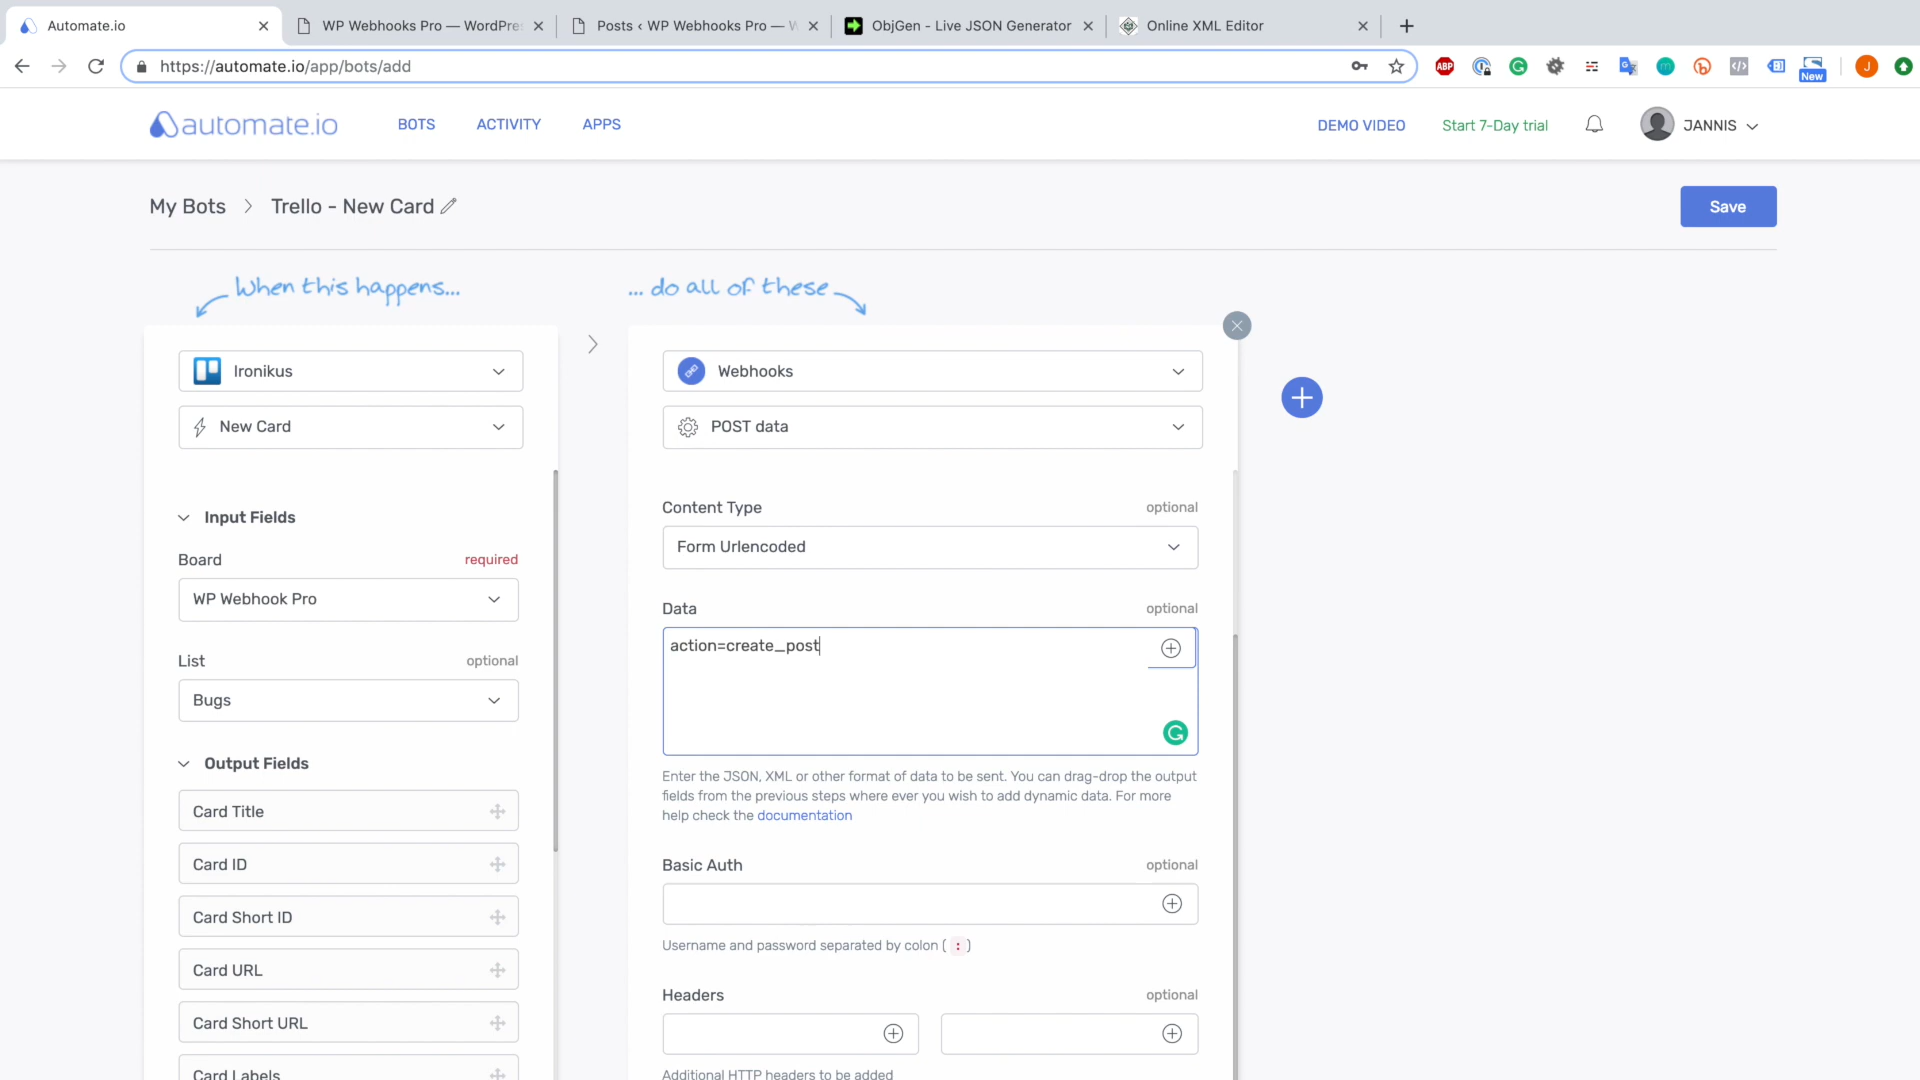 Automate.io
WP Webhooks Pro — WordPre
Posts ‹ WP Webhooks Pro — W
ObjGen - Live JSON Generator
Online XML Editor
https://automate.io/app/bots/add
ABP
New
J
automate.io
BOTS
ACTIVITY
APPS
DEMO VIDEO
Start 7-Day trial
JANNIS
My Bots > Trello - New Card
Save
When this happens...
... do all of these
Ironikus
New Card
Webhooks
POST data
Input Fields
Board required
WP Webhook Pro
List optional
Bugs
Output Fields
Card Title
Card ID
Card Short ID
Card URL
Card Short URL
Card Labels
Content Type optional
Form Urlencoded
Data optional
action=create_post
Enter the JSON, XML or other format of data to be sent. You can drag-drop the output
fields from the previous steps where ever you wish to add dynamic data. For more
help check the documentation
Basic Auth optional
Username and password separated by colon ( : )
Headers optional
Additional HTTP headers to be added